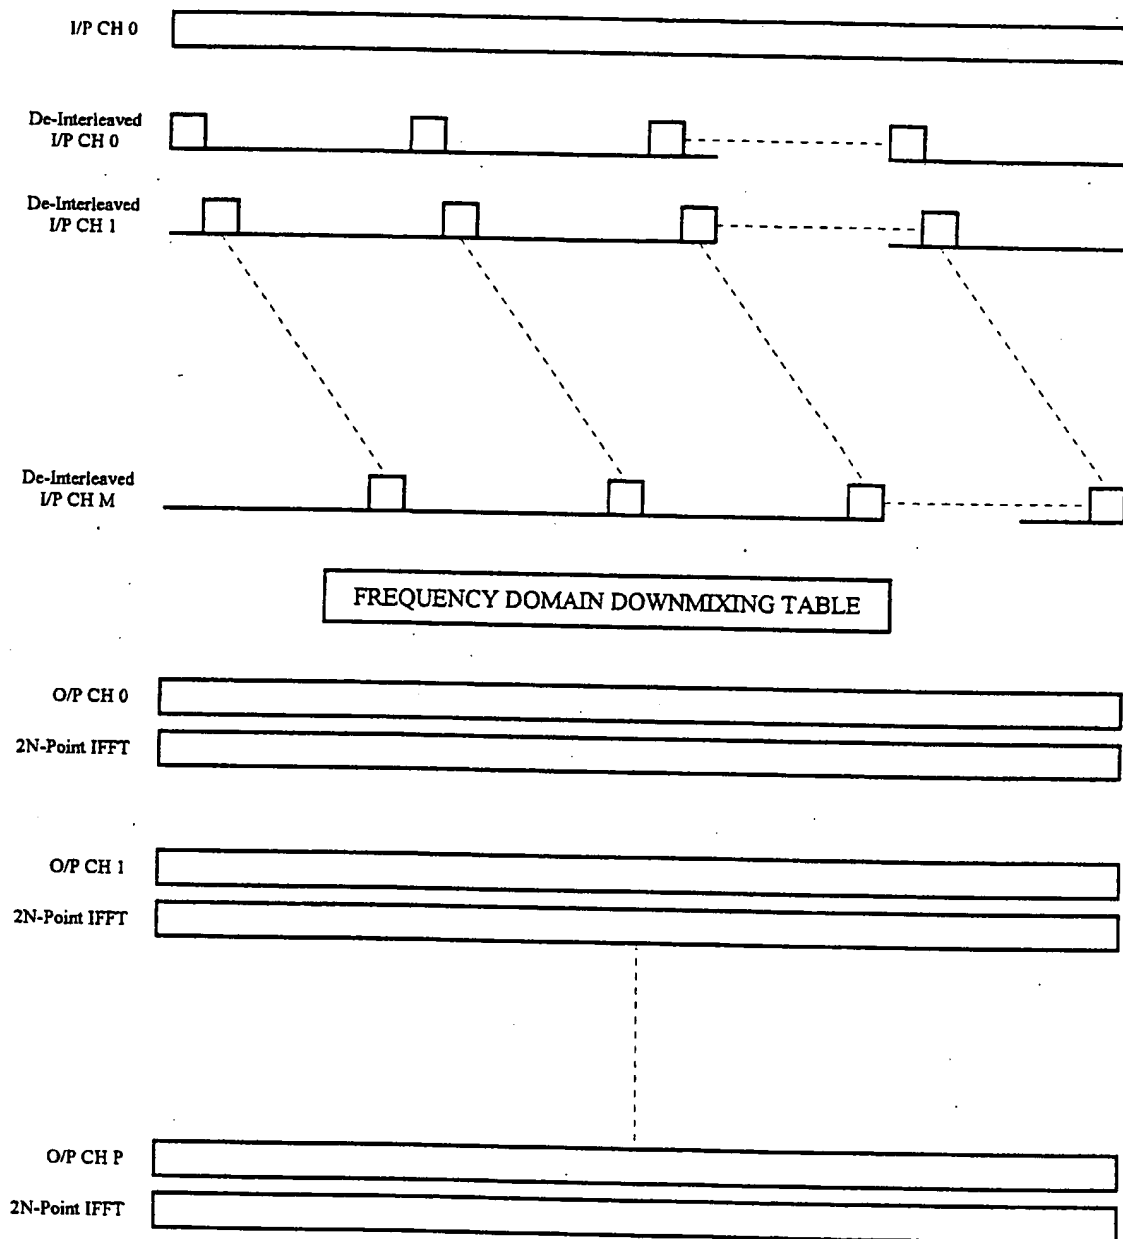 I/P CH 0
De-Interleaved
I/P CH 0
De-Interleaved
I/P CH 1
De-Interleaved
I/P CH M
FREQUENCY DOMAIN DOWNMIXING TABLE
O/P CH 0
2N-Point IFFT
O/P CH 1
2N-Point IFFT
O/P CH P
2N-Point IFFT